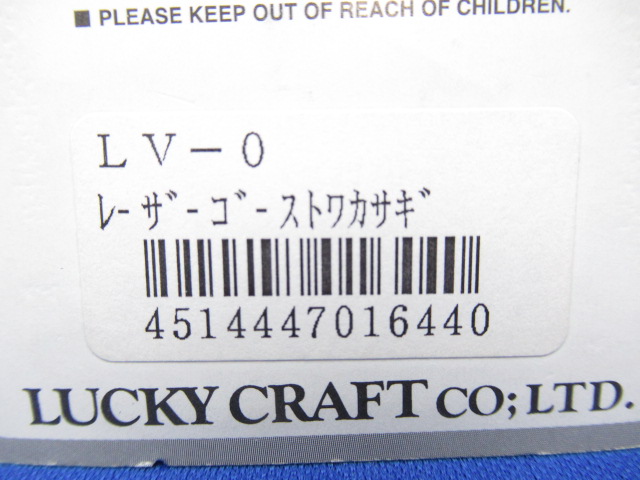 ■ PLEASE KEEP OUT OF REACH OF CHILDREN.
LV-0
ﾚｰｻﾞｰｺﾞｰｽﾄﾜｶｻｷﾞ
4514447016440
LUCKY CRAFT CO;LTD.